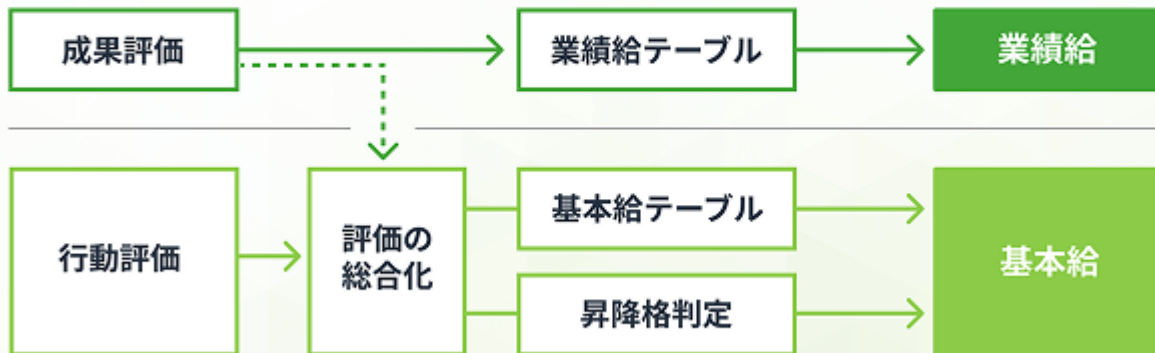 成果評価
業績給テーブル
業績給
行動評価
評価の
総合化
基本給テーブル
昇降格判定
基本給